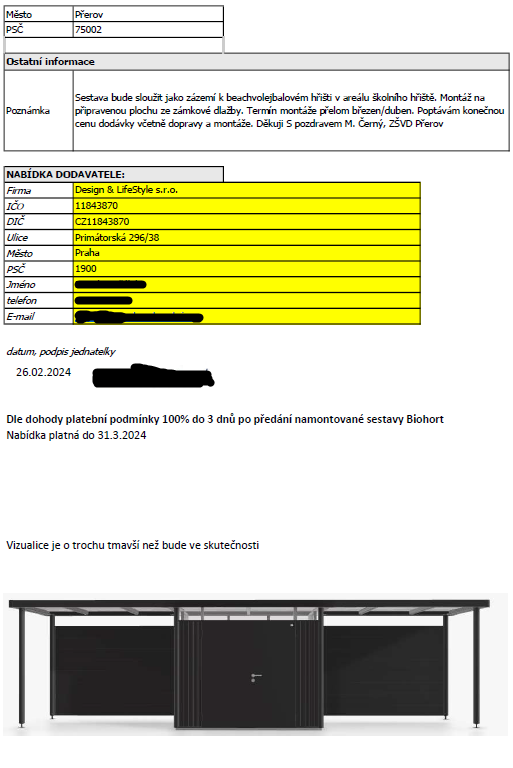 Město Přerov
PSČ 75002
Ostatní informace
Poznámka
Sestava bude sloužit jako zázemí k beachvolejbalovém hřišti v areálu školního hřiště. Montáž na
připravenou plochu ze zámkové dlažby. Termín montáže přelom březen/duben. Poptávám konečnou
cenu dodávky včetně dopravy a montáže. Děkuji S pozdravem M. Černý, ZŠVD Přerov
NABÍDKA DODAVATELE:
Firma Design & LifeStyle s.r.o.
IČO 11843870
DIČ CZ11843870
Ulice Primátorská 296/38
Město Praha
PSČ 1900
Jméno
telefon
E-mail
datum, podpis jednatelky
26.02.2024
Dle dohody platební podmínky 100% do 3 dnů po předání namontované sestavy Biohort
Nabídka platná do 31.3.2024
Vizualice je o trochu tmavší než bude ve skutečnosti